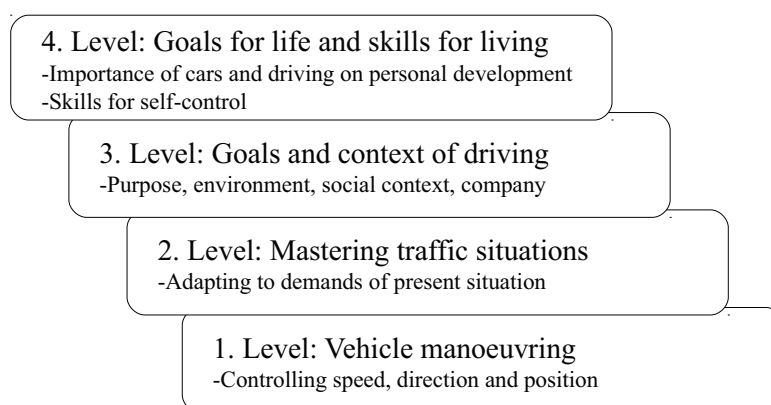 4. Level: Goals for life and skills for living
-Importance of cars and driving on personal development
-Skills for self-control
3. Level: Goals and context of driving
-Purpose, environment, social context, company
2. Level: Mastering traffic situations
-Adapting to demands of present situation
1. Level: Vehicle manoeuvring
-Controlling speed, direction and position